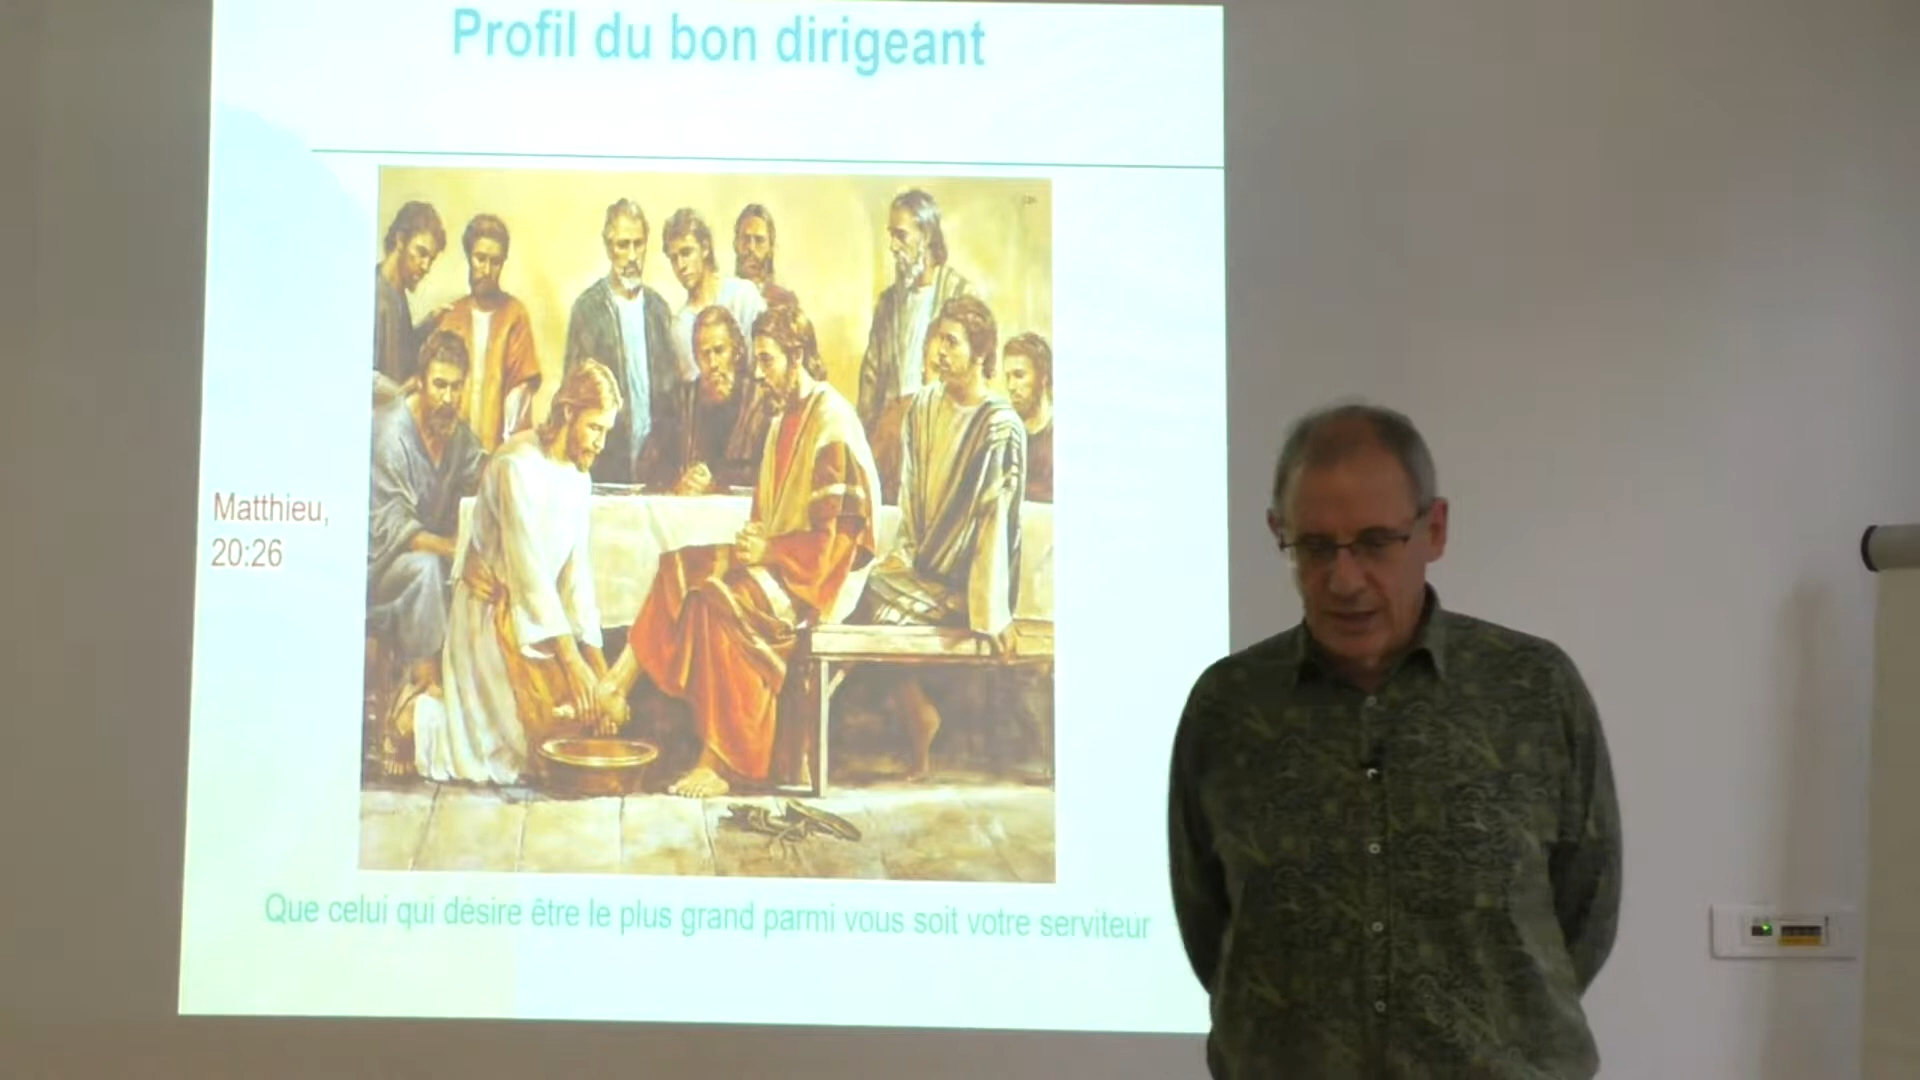 Profil du bon dirigeant
Matthieu,
20:26
Que celui qui désire être le plus grand parmi vous soit votre serviteur